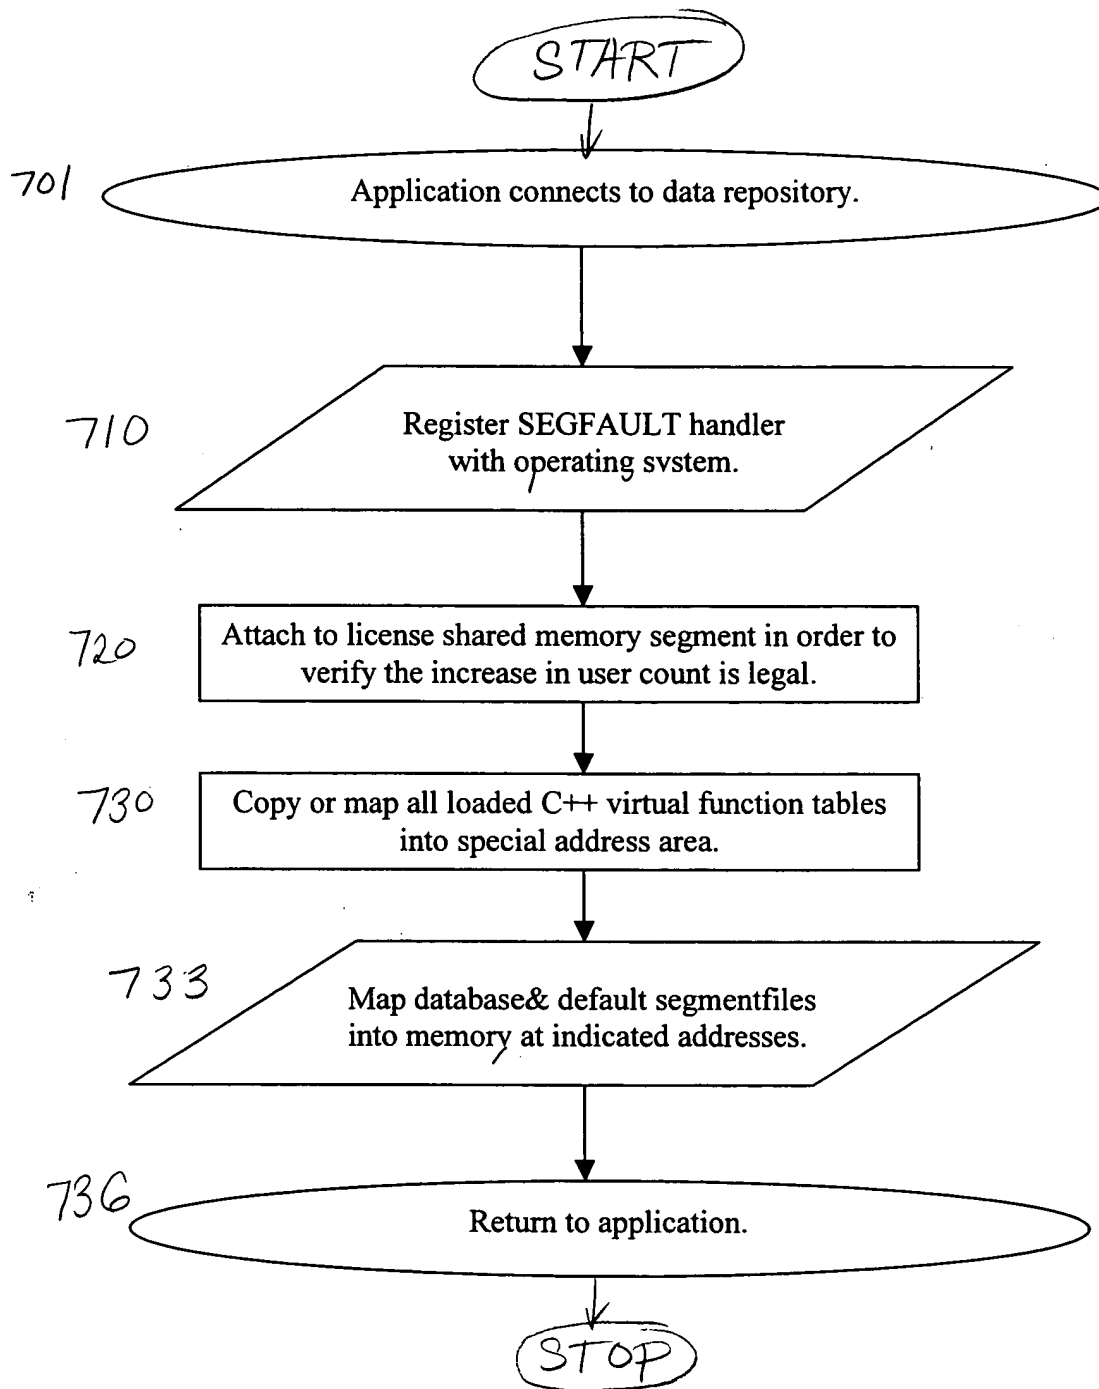 START
701
Application connects to data repository.
710
Register SEGFAULT handler
with operating system.
720
Attach to license shared memory segment in order to
verify the increase in user count is legal.
730
Copy or map all loaded C++ virtual function tables
into special address area.
733
Map database& default segmentfiles
into memory at indicated addresses.
736
Return to application.
STOP